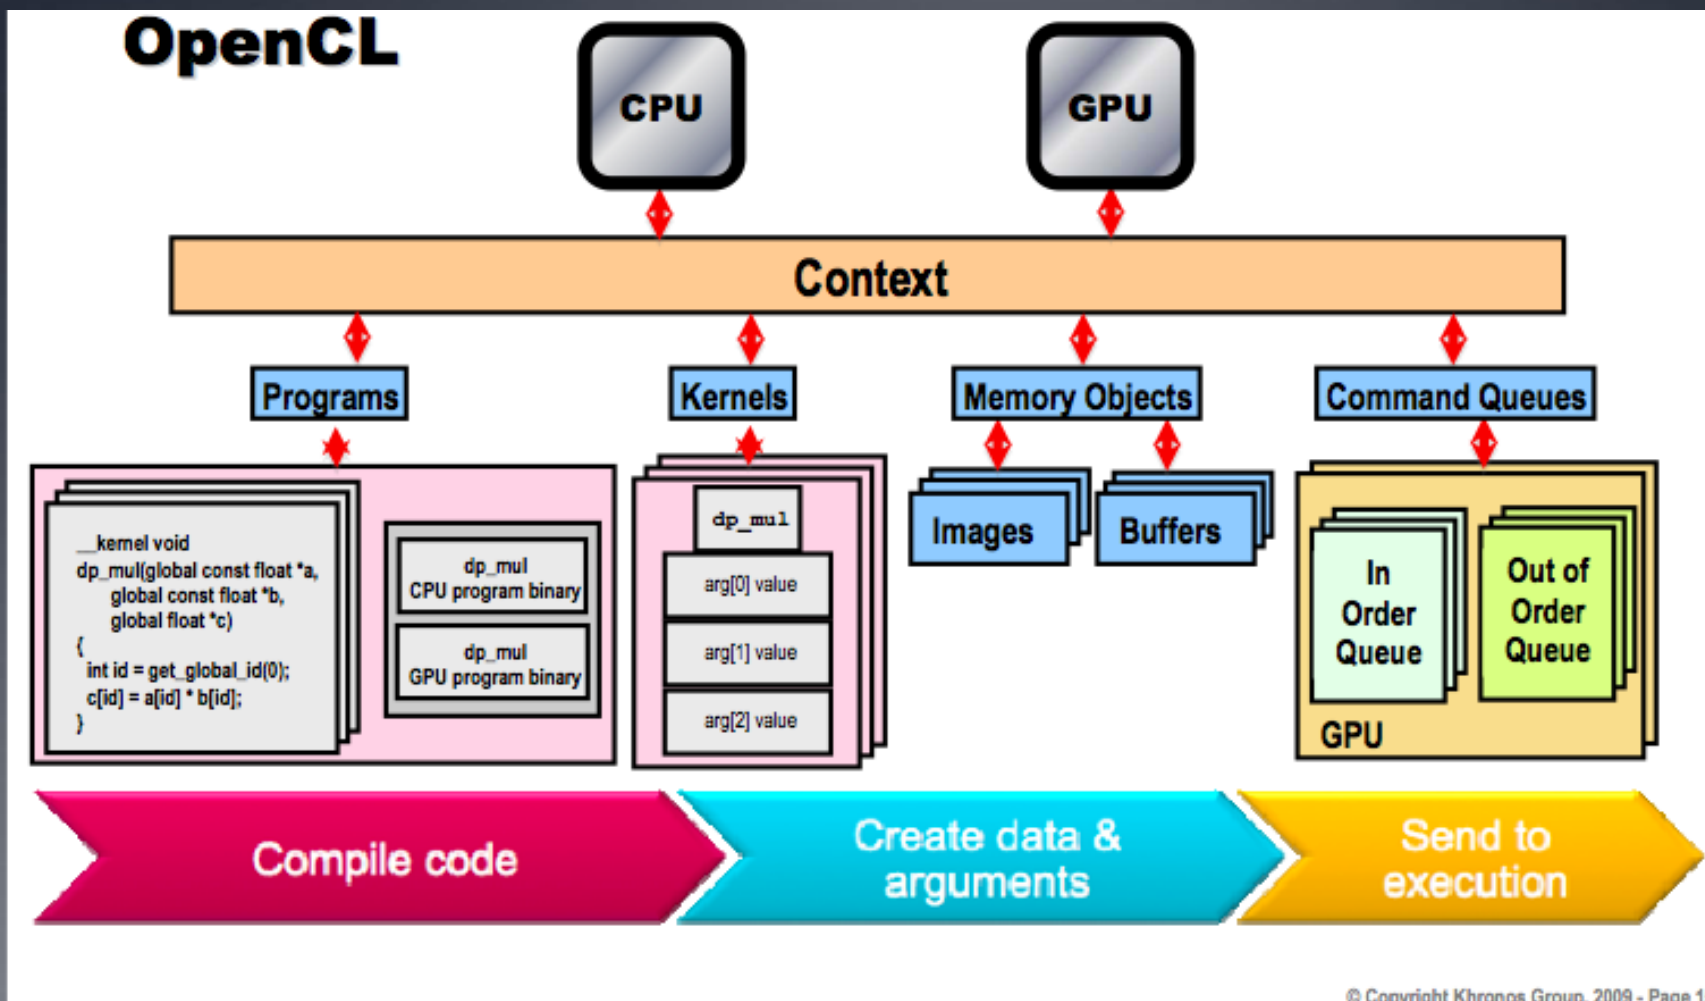 OpenCL
CPU
GPU
Context
Programs
Kernels
Memory Objects
Command Queues
__kernel void
dp_mul(global const float *a,
global const float *b,
global float *c)
{
int id = get_global_id(0);
c[id] = a[id] * b[id];
}
dp_mul
CPU program binary
dp_mul
GPU program binary
dp_mul
arg[0] value
arg[1] value
arg[2] value
Images
Buffers
In
Order
Queue
Out of
Order
Queue
GPU
Compile code
Create data &
arguments
Send to
execution
© Copyright Khronos Group, 2009 - Page 1